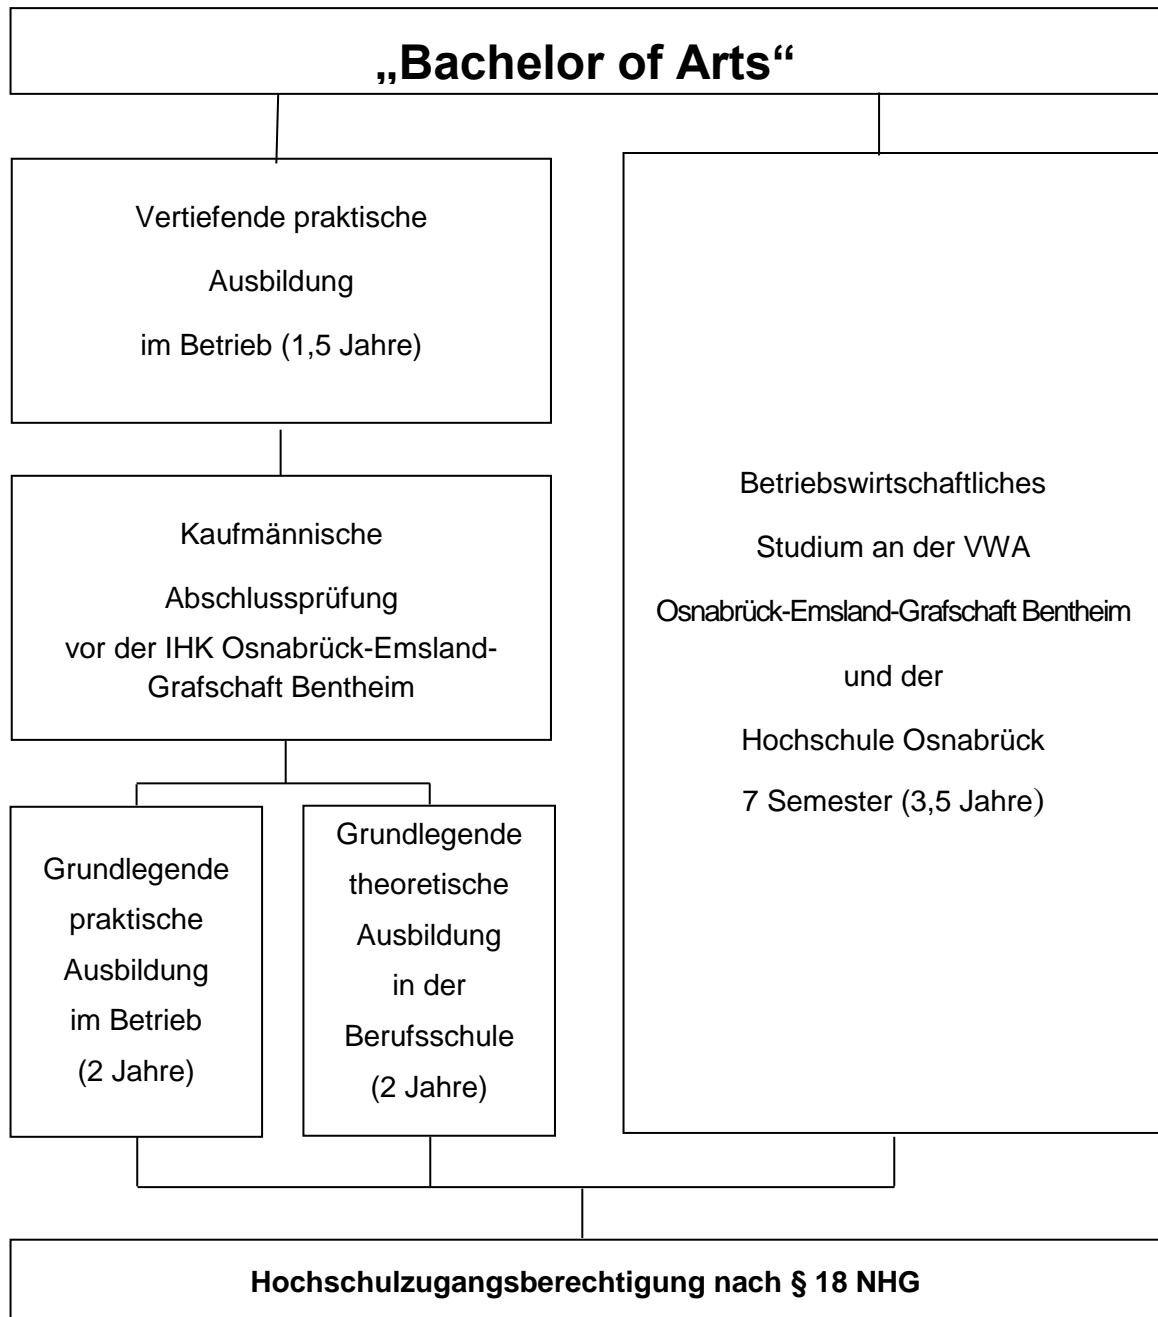 „Bachelor of Arts“
Vertiefende praktische
Ausbildung
im Betrieb (1,5 Jahre)
Kaufmännische
Abschlussprüfung
vor der IHK Osnabrück-Emsland-
Grafschaft Bentheim
Grundlegende
praktische
Ausbildung
im Betrieb
(2 Jahre)
Grundlegende
theoretische
Ausbildung
in der
Berufsschule
(2 Jahre)
Betriebswirtschaftliches
Studium an der VWA
Osnabrück-Emsland-Grafschaft Bentheim
und der
Hochschule Osnabrück
7 Semester (3,5 Jahre)
Hochschulzugangsberechtigung nach § 18 NHG